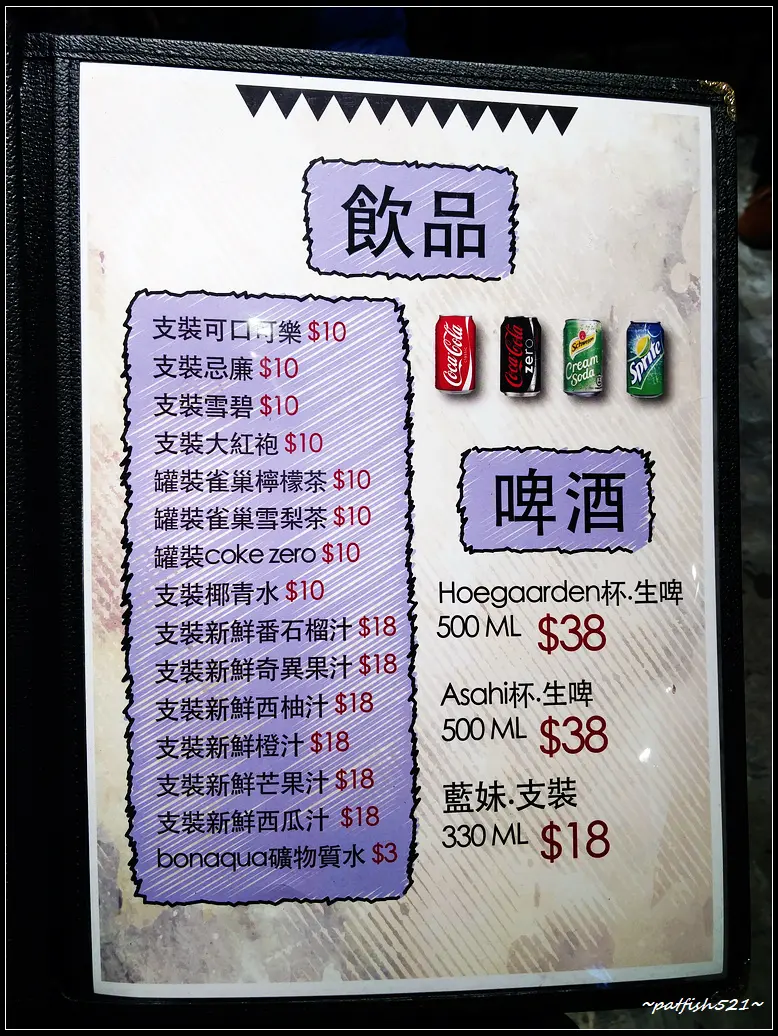 飲品
支裝可口可樂 $10
支裝忌廉 $10
支裝雪碧 $10
支裝大紅袍 $10
罐裝雀巢檸檬茶 $10
罐裝雀巢雪梨茶 $10
罐裝coke zero $10
支裝椰青水 $10
支裝新鮮番石榴汁 $18
支裝新鮮奇異果汁 $18
支裝新鮮西柚汁 $18
支裝新鮮橙汁 $18
支裝新鮮芒果汁 $18
支裝新鮮西瓜汁 $18
bonaqua礦物質水 $3
Coca-Cola
Coca-Cola zero
Schweppes Cream Soda
Sprite
啤酒
Hoegaarden杯.生啤
500 ML $38
Asahi杯.生啤
500 ML $38
藍妹.支裝
330 ML $18
~patfish521~